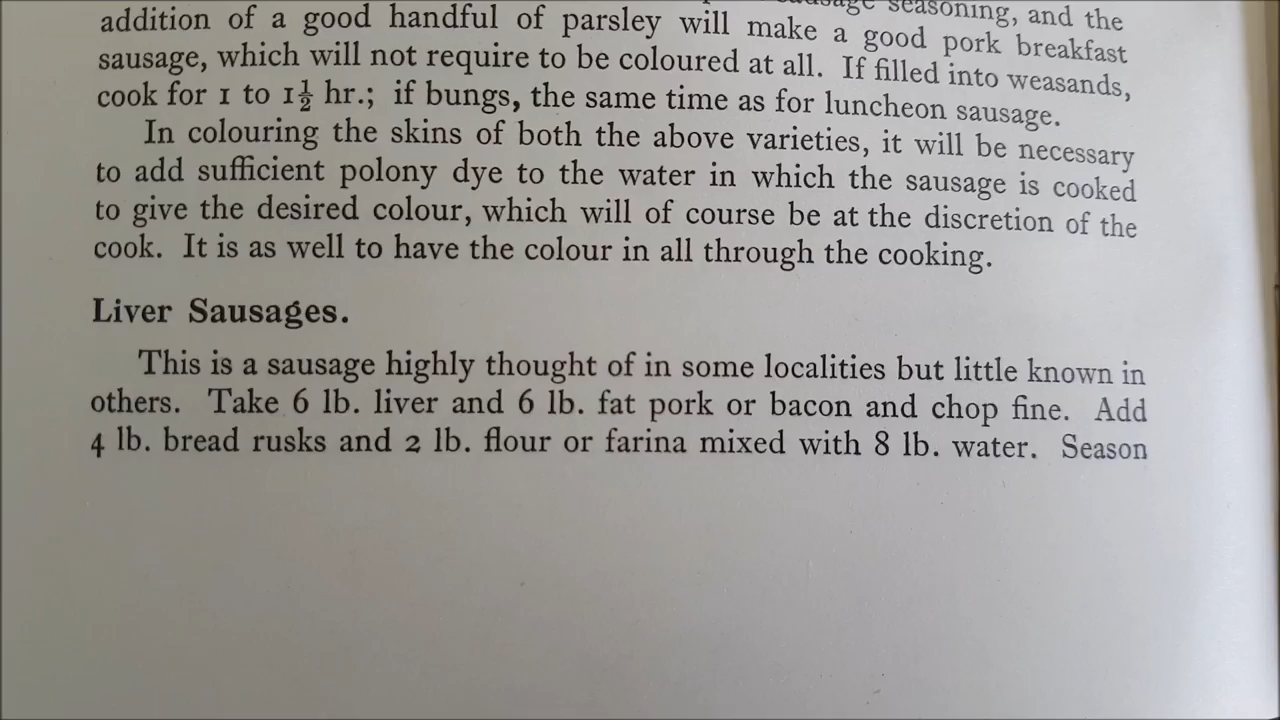 sausage seasoning, and the
addition of a good handful of parsley will make a good pork breakfast
sausage, which will not require to be coloured at all. If filled into weasands,
cook for 1 to 1½ hr.; if bungs, the same time as for luncheon sausage.
In colouring the skins of both the above varieties, it will be necessary
to add sufficient polony dye to the water in which the sausage is cooked
to give the desired colour, which will of course be at the discretion of the
cook. It is as well to have the colour in all through the cooking.
Liver Sausages.
This is a sausage highly thought of in some localities but little known in
others. Take 6 lb. liver and 6 lb. fat pork or bacon and chop fine. Add
4 lb. bread rusks and 2 lb. flour or farina mixed with 8 lb. water. Season